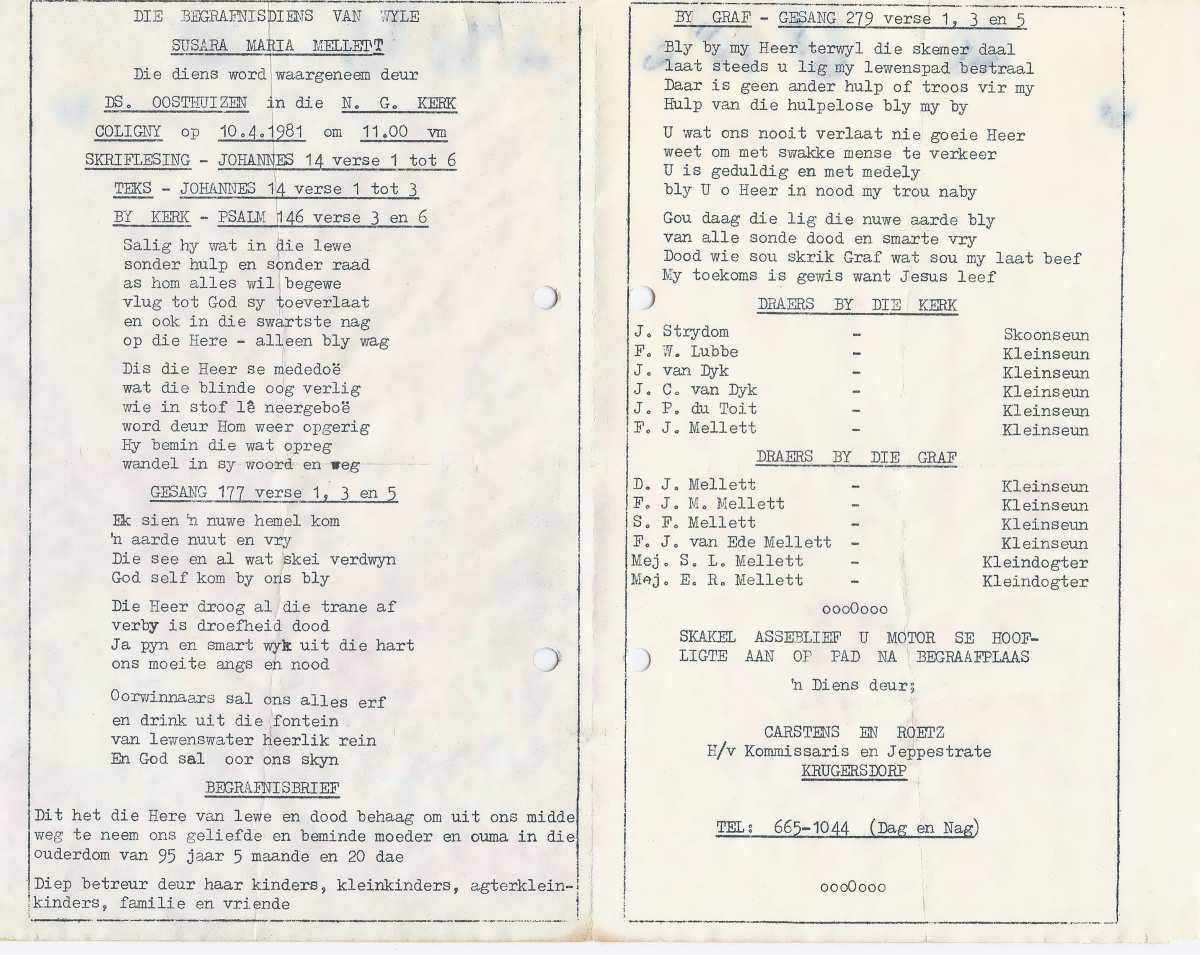 DIE BEGRAFNISDIENS VAN WYLE
SUSARA MARIA MELLETT
Die diens word waargeneem deur
DS. OOSTHUIZEN in die N. G. KERK
COLIGNY op 10.4.1981 om 11.00 vm
SKRIFLESING - JOHANNES 14 verse 1 tot 6
TEKS - JOHANNES 14 verse 1 tot 3
BY KERK - PSALM 146 verse 3 en 6
Salig hy wat in die lewe
sonder hulp en sonder raad
as hom alles wil begewe
vlug tot God sy toeverlaat
en ook in die swartste nag
op die Here - alleen bly wag
Dis die Heer se mededoë
wat die blinde oog verlig
wie in stof lê neergeboë
word deur Hom weer opgerig
Hy bemin die wat opreg
wandel in sy woord en weg
GESANG 177 verse 1, 3 en 5
Ek sien 'n nuwe hemel kom
'n aarde nuut en vry
Die see en al wat skei verdwyn
God self kom by ons bly
Die Heer droog al die trane af
verby is droefheid dood
Ja pyn en smart wyk uit die hart
ons moeite angs en nood
Oorwinnaars sal ons alles erf
en drink uit die fontein
van lewenswater heerlik rein
En God sal oor ons skyn
BEGRAFNISBRIEF
Dit het die Here van lewe en dood behaag om uit ons midde
weg te neem ons geliefde en beminde moeder en ouma in die
ouderdom van 95 jaar 5 maande en 20 dae
Diep betreur deur haar kinders, kleinkinders, agterklein-
kinders, familie en vriende
BY GRAF - GESANG 279 verse 1, 3 en 5
Bly by my Heer terwyl die skemer daal
laat steeds u lig my lewenspad bestraal
Daar is geen ander hulp of troos vir my
Hulp van die hulpelose bly my by
U wat ons nooit verlaat nie goeie Heer
weet om met swakke mense te verkeer
U is geduldig en met medely
bly U o Heer in nood my trou naby
Gou daag die lig die nuwe aarde bly
van alle sonde dood en smarte vry
Dood wie sou skrik Graf wat sou my laat beef
My toekoms is gewis want Jesus leef
DRAERS BY DIE KERK
J. Strydom - Skoonseun
F. W. Lubbe - Kleinseun
J. van Dyk - Kleinseun
J. C. van Dyk - Kleinseun
J. P. du Toit - Kleinseun
F. J. Mellett - Kleinseun
DRAERS BY DIE GRAF
D. J. Mellett - Kleinseun
F. J. M. Mellett - Kleinseun
S. F. Mellett - Kleinseun
F. J. van Ede Mellett - Kleinseun
Mej. S. L. Mellett - Kleindogter
Mej. E. R. Mellett - Kleindogter
oooOooo
SKAKEL ASSEBLIEF U MOTOR SE HOOF-
LIGTE AAN OP PAD NA BEGRAAFPLAAS
'n Diens deur;
CARSTENS EN ROETZ
H/v Kommissaris en Jeppestrate
KRUGERSDORP
TEL: 665-1044 (Dag en Nag)
oooOooo